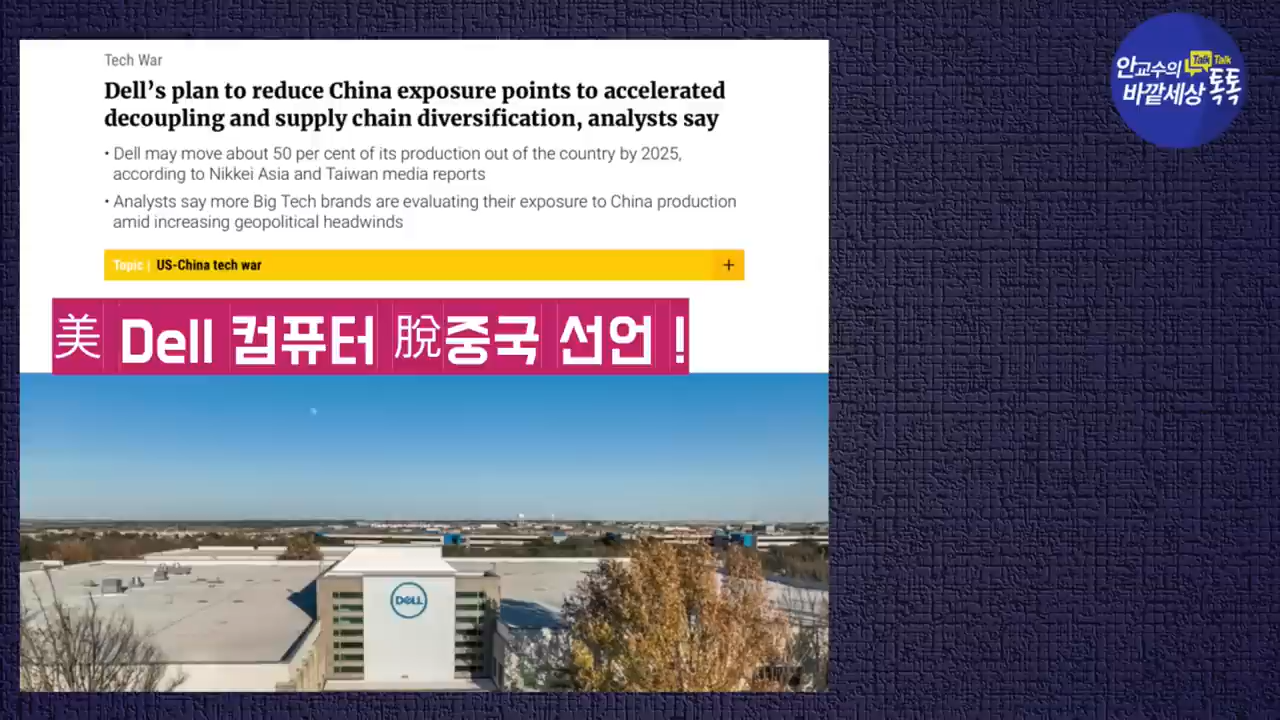 Tech War
Dell’s plan to reduce China exposure points to accelerated
decoupling and supply chain diversification, analysts say
• Dell may move about 50 per cent of its production out of the country by 2025,
according to Nikkei Asia and Taiwan media reports
• Analysts say more Big Tech brands are evaluating their exposure to China production
amid increasing geopolitical headwinds
Topic | US-China tech war +
美 Dell 컴퓨터 脫중국 선언 !
DELL
안교수의 Talk Talk
바깥세상 톡톡